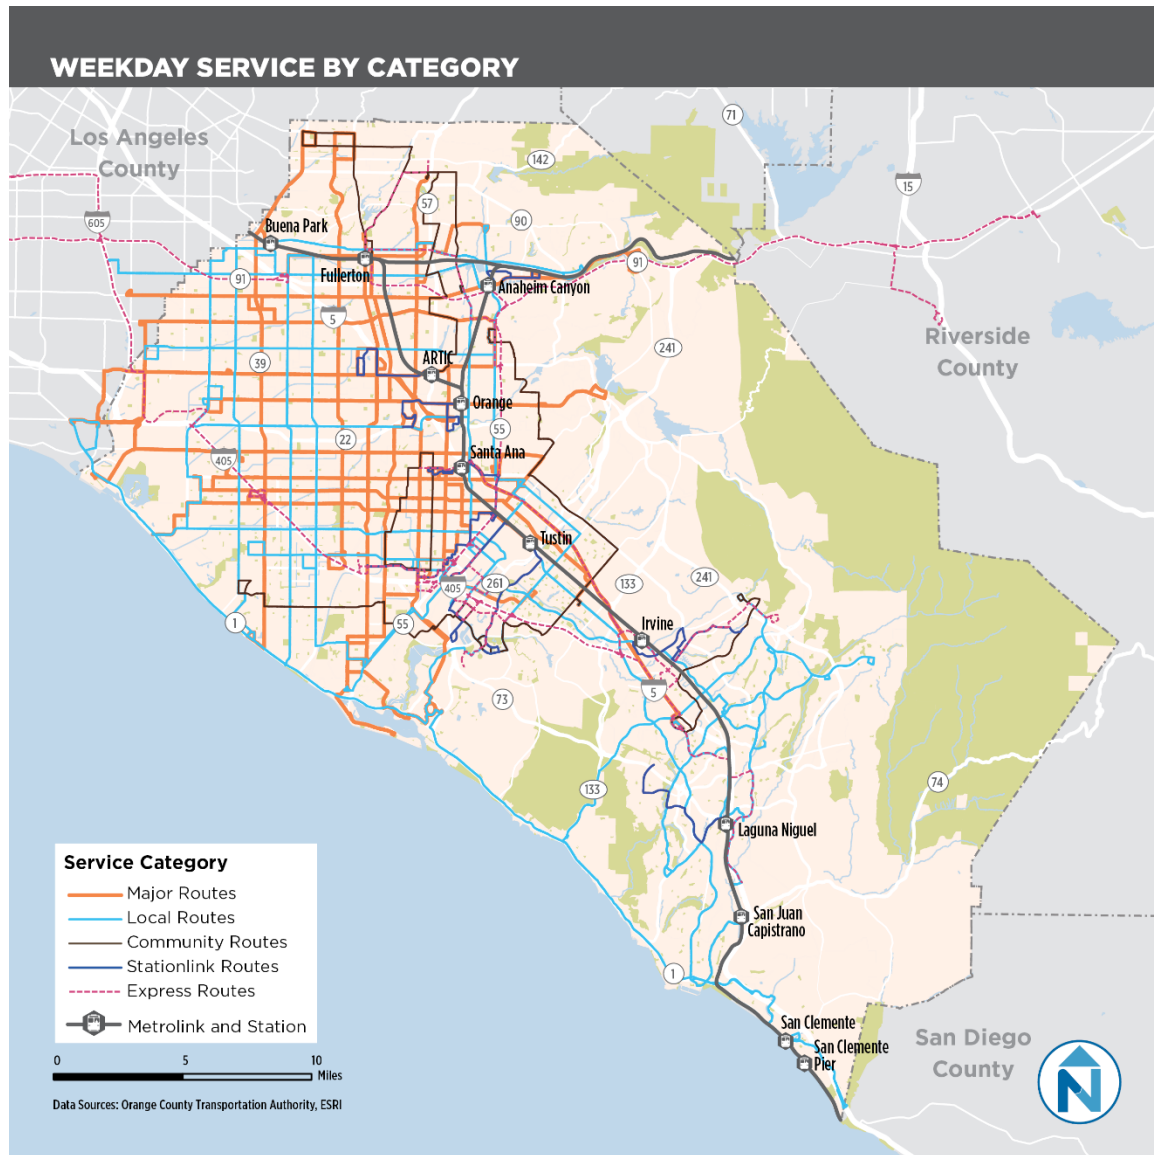 WEEKDAY SERVICE BY CATEGORY
Los Angeles
County
71
142
15
605
57
90
Buena Park
91
Fullerton
91
Anaheim Canyon
5
Riverside
County
241
39
ARTIC
Orange
22
55
405
Santa Ana
Tustin
261
405
133
241
1
55
Irvine
5
73
133
74
Laguna Niguel
San Juan
Capistrano
1
San Clemente
San Clemente
Pier
San Diego
County
N
Service Category
Major Routes
Local Routes
Community Routes
Stationlink Routes
Express Routes
Metrolink and Station
0 5 10
Miles
Data Sources: Orange County Transportation Authority, ESRI